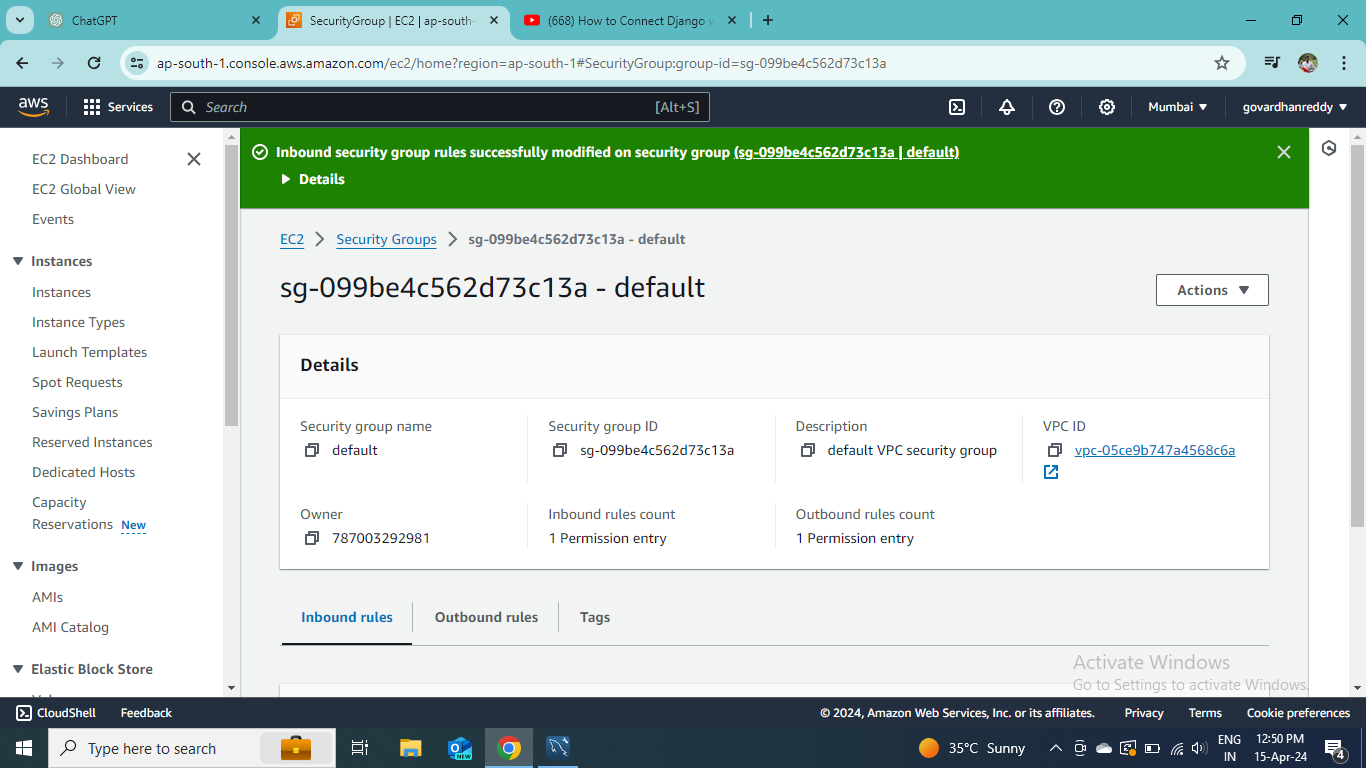 ChatGPT
SecurityGroup | EC2 | ap-south-
(668) How to Connect Django w
ap-south-1.console.aws.amazon.com/ec2/home?region=ap-south-1#SecurityGroup:group-id=sg-099be4c562d73c13a
aws
Services
Search
[Alt+S]
Mumbai
govardhanreddy
EC2 Dashboard
EC2 Global View
Events
Instances
Instances
Instance Types
Launch Templates
Spot Requests
Savings Plans
Reserved Instances
Dedicated Hosts
Capacity
Reservations New
Images
AMIs
AMI Catalog
Elastic Block Store
Inbound security group rules successfully modified on security group (sg-099be4c562d73c13a | default)
Details
EC2 > Security Groups > sg-099be4c562d73c13a - default
sg-099be4c562d73c13a - default
Actions
Details
Security group name
default
Security group ID
sg-099be4c562d73c13a
Description
default VPC security group
VPC ID
vpc-05ce9b747a4568c6a
Owner
787003292981
Inbound rules count
1 Permission entry
Outbound rules count
1 Permission entry
Inbound rules
Outbound rules
Tags
Activate Windows
Go to Settings to activate Windows.
CloudShell
Feedback
© 2024, Amazon Web Services, Inc. or its affiliates.
Privacy
Terms
Cookie preferences
Type here to search
NEW
35°C Sunny
ENG
IN
12:50 PM
15-Apr-24
4